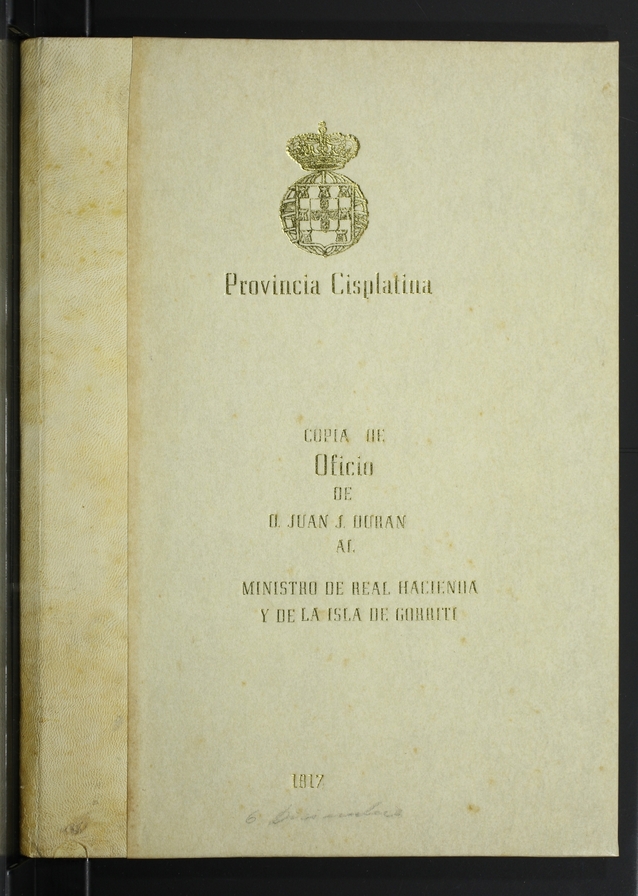 Provincia Cisplatina
COPIA DE
Oficio
DE
D. JUAN J. DURAN
AL
MINISTRO DE REAL HACIENDA
Y DE LA ISLA DE GORRITI
1817
6